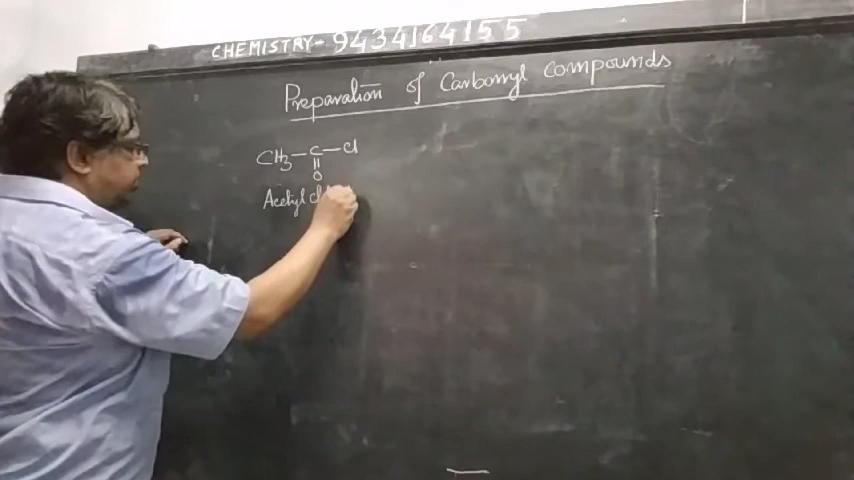 CHEMISTRY- 9434164155
Preparation of Carbonyl Compounds
CH3-C-Cl
||
O
Acetyl